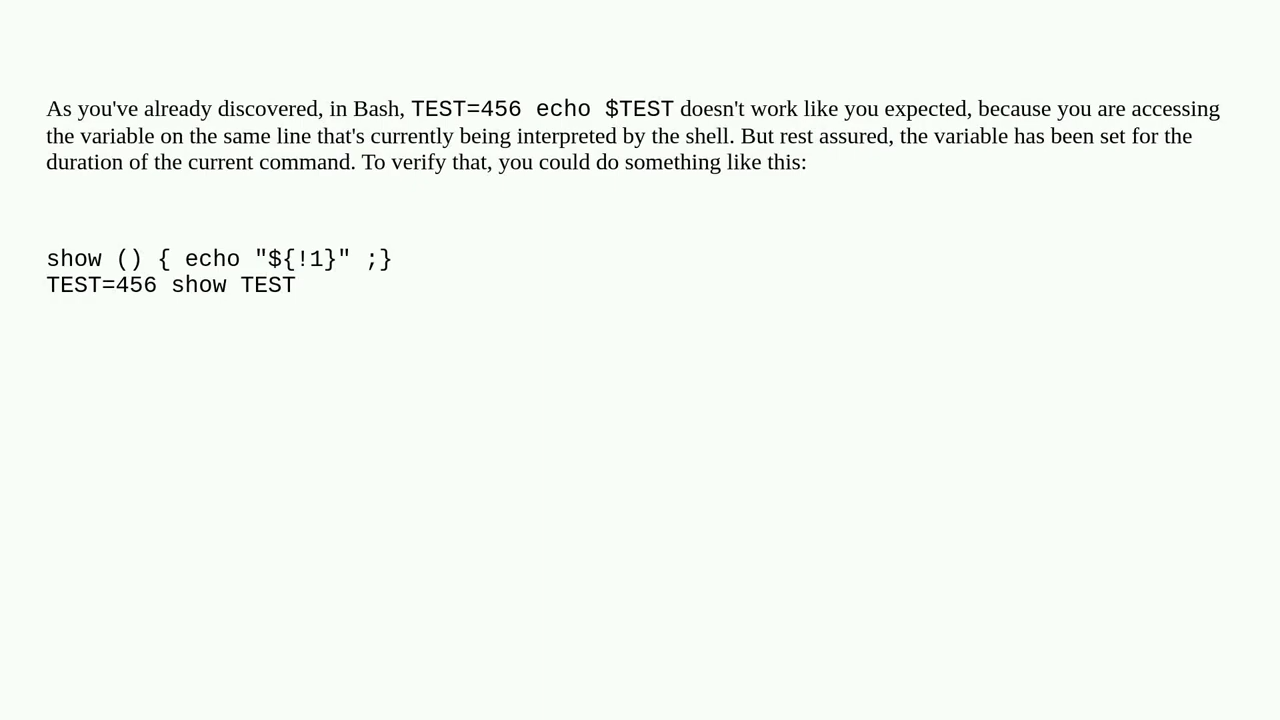 As you've already discovered, in Bash, TEST=456 echo $TEST doesn't work like you expected, because you are accessing
the variable on the same line that's currently being interpreted by the shell. But rest assured, the variable has been set for the
duration of the current command. To verify that, you could do something like this:
show () { echo "${!1}" ;}
TEST=456 show TEST